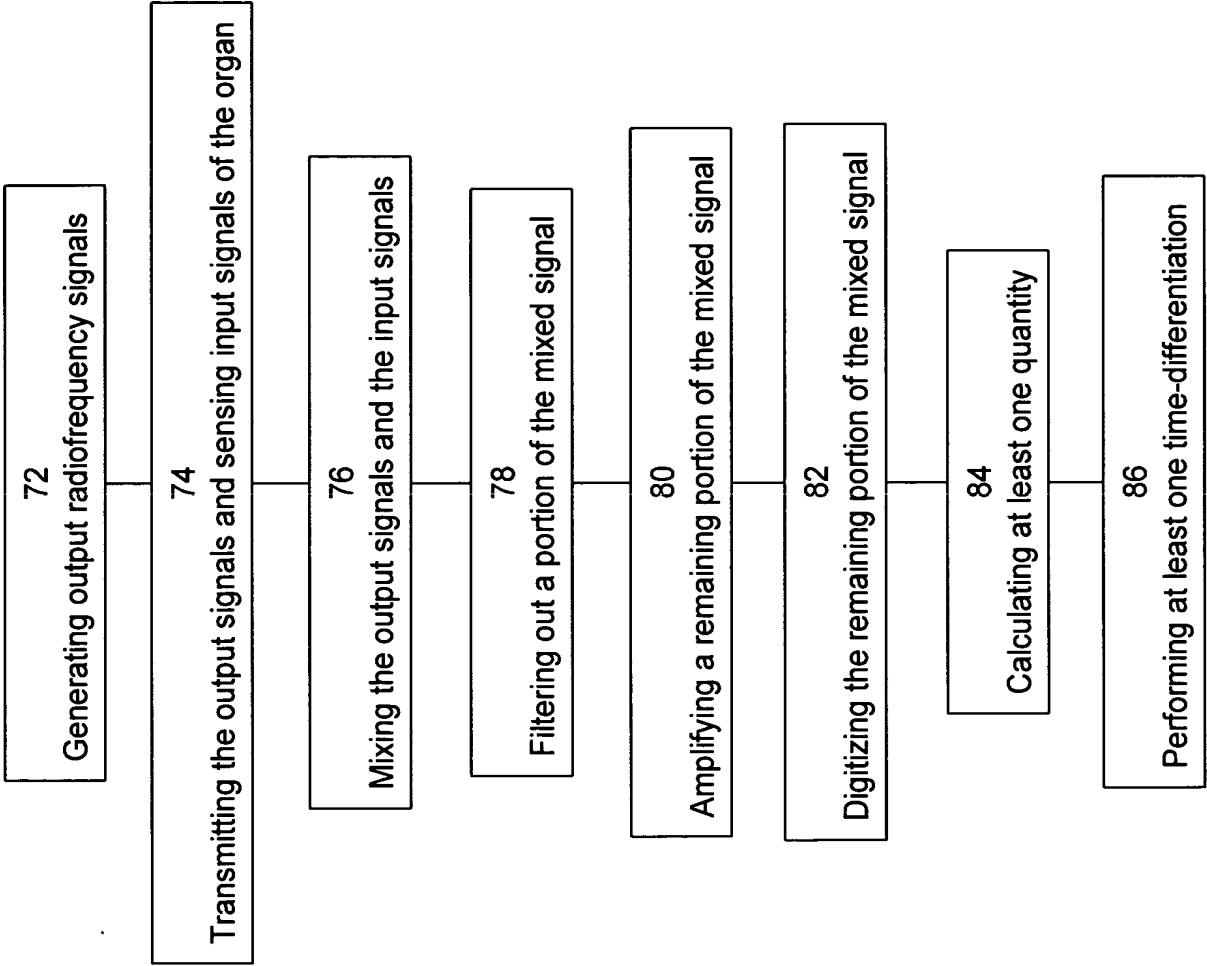 72
Generating output radiofrequency signals
74
Transmitting the output signals and sensing input signals of the organ
76
Mixing the output signals and the input signals
78
Filtering out a portion of the mixed signal
80
Amplifying a remaining portion of the mixed signal
82
Digitizing the remaining portion of the mixed signal
84
Calculating at least one quantity
86
Performing at least one time-differentiation